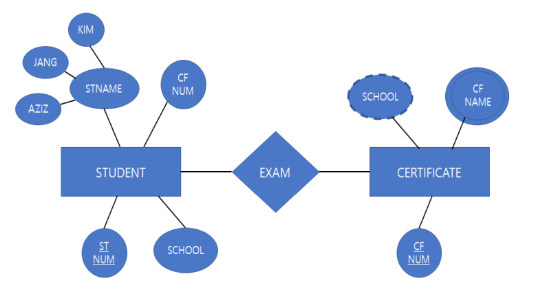 KIM
JANG
STNAME
AZIZ
CF
NUM
SCHOOL
CF
NAME
STUDENT
EXAM
CERTIFICATE
ST
NUM
SCHOOL
CF
NUM